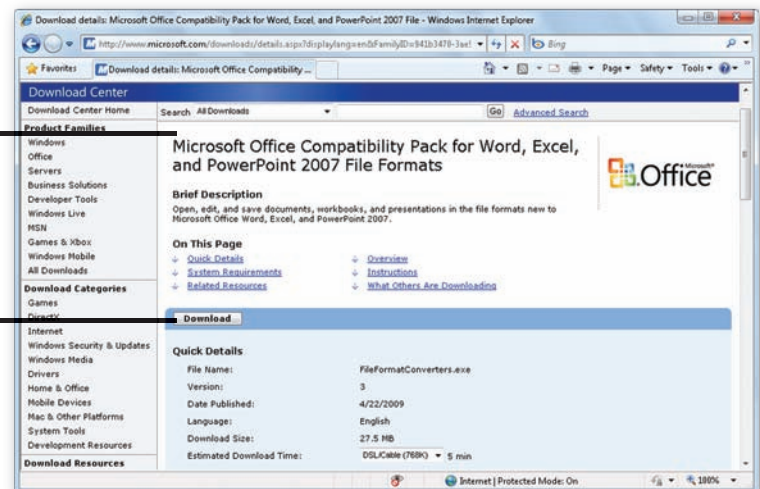 Download details: Microsoft Office Compatibility Pack for Word, Excel, and PowerPoint 2007 File - Windows Internet Explorer
http://www.microsoft.com/downloads/details.aspx?displaylang=en&FamilyID=941b3470-3ae
Bing
Favorites
Download details: Microsoft Office Compatibility ...
Page
Safety
Tools
Download Center
Download Center Home
Search
All Downloads
Go
Advanced Search
Product Families
Windows
Office
Servers
Business Solutions
Developer Tools
Windows Live
MSN
Games & Xbox
Windows Mobile
All Downloads
Download Categories
Games
DirectX
Internet
Windows Security & Updates
Windows Media
Drivers
Home & Office
Mobile Devices
Mac & Other Platforms
System Tools
Development Resources
Download Resources
Microsoft Office Compatibility Pack for Word, Excel,
and PowerPoint 2007 File Formats
Microsoft
Office
Brief Description
Open, edit, and save documents, workbooks, and presentations in the file formats new to
Microsoft Office Word, Excel, and PowerPoint 2007.
On This Page
Quick Details
Overview
System Requirements
Instructions
Related Resources
What Others Are Downloading
Download
Quick Details
File Name: FileFormatConverters.exe
Version: 3
Date Published: 4/22/2009
Language: English
Download Size: 27.5 MB
Estimated Download Time: DSL/Cable (768K) 5 min
Internet | Protected Mode: On
100%